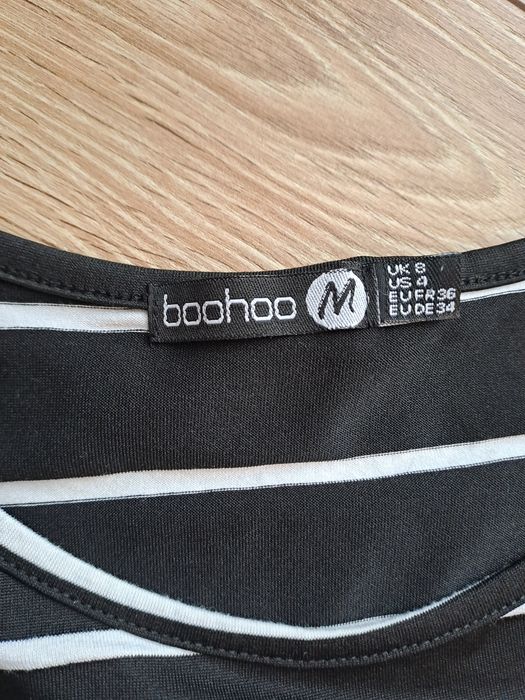 boohoo M
UK 8
US 4
EU FR 36
EU DE 34